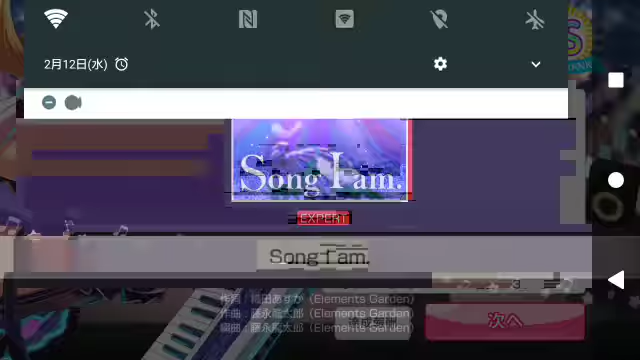 2月12日(水)
Song I am.
EXPERT
Song I am.
3
作詞：織田あすか（Elements Garden）
作曲：藤永龍太郎（Elements Garden）
編曲：藤永龍太郎（Elements Garden）
次へ